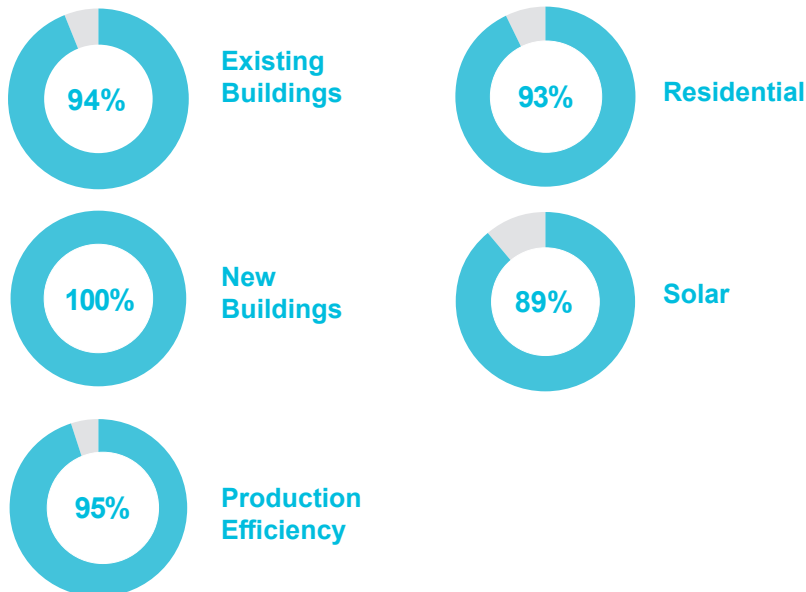 94%
Existing
Buildings
93%
Residential
100%
New
Buildings
89%
Solar
95%
Production
Efficiency